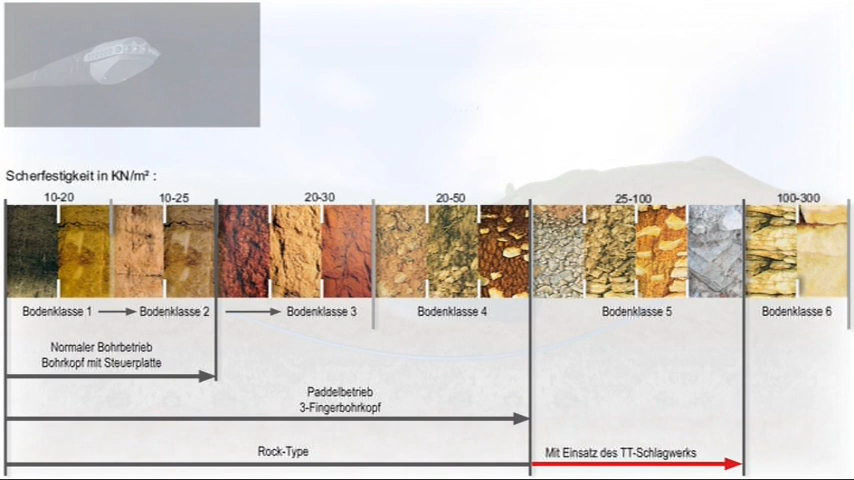 Scherfestigkeit in KN/m² :
10-20 10-25 20-30 20-50 25-100 100-300
Bodenklasse 1 Bodenklasse 2 Bodenklasse 3 Bodenklasse 4 Bodenklasse 5 Bodenklasse 6
Normaler Bohrbetrieb
Bohrkopf mit Steuerplatte
Paddelbetrieb
3-Fingerbohrkopf
Rock-Type
Mit Einsatz des TT-Schlagwerks